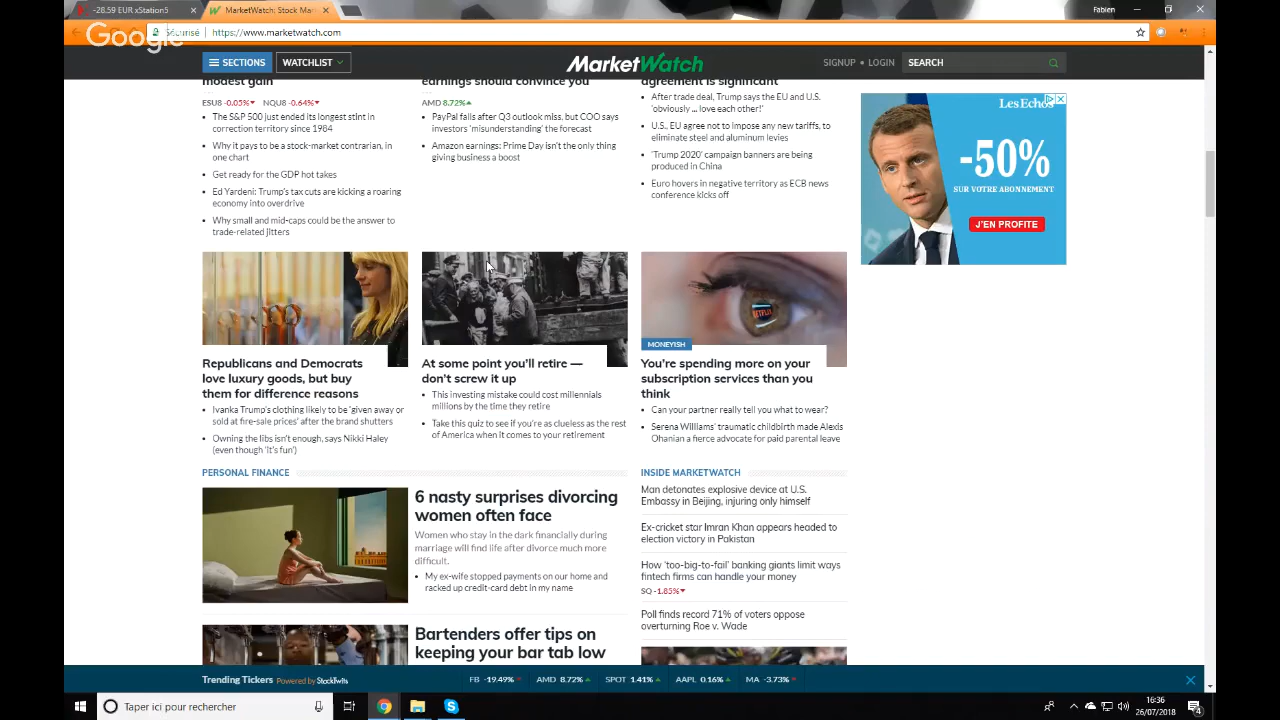 -28.59 EUR xStation5
MarketWatch: Stock Mar
Fabien
Google
Sécurisé
https://www.marketwatch.com
SECTIONS
WATCHLIST
MarketWatch
SIGNUP • LOGIN
SEARCH
modest gain
ESU8 -0.05% NQU8 -0.64%
The S&P 500 just ended its longest stint in
correction territory since 1984
Why it pays to be a stock-market contrarian, in
one chart
Get ready for the GDP hot takes
Ed Yardeni: Trump's tax cuts are kicking a roaring
economy into overdrive
Why small and mid-caps could be the answer to
trade-related jitters
earnings should convince you
AMD 8.72%
PayPal falls after Q3 outlook miss, but COO says
investors 'misunderstanding' the forecast
Amazon earnings: Prime Day isn't the only thing
giving business a boost
agreement is significant
After trade deal, Trump says the EU and U.S.
'obviously ... love each other!'
U.S., EU agree not to impose any new tariffs, to
eliminate steel and aluminum levies
'Trump 2020' campaign banners are being
produced in China
Euro hovers in negative territory as ECB news
conference kicks off
Les Echos
-50%
SUR VOTRE ABONNEMENT
J'EN PROFITE
Republicans and Democrats
love luxury goods, but buy
them for difference reasons
Ivanka Trump's clothing likely to be 'given away or
sold at fire-sale prices' after the brand shutters
Owning the libs isn't enough, says Nikki Haley
(even though 'it's fun')
At some point you'll retire —
don't screw it up
This investing mistake could cost millennials
millions by the time they retire
Take this quiz to see if you're as clueless as the rest
of America when it comes to your retirement
NETFLIX
MONEYISH
You're spending more on your
subscription services than you
think
Can your partner really tell you what to wear?
Serena Williams' traumatic childbirth made Alexis
Ohanian a fierce advocate for paid parental leave
PERSONAL FINANCE
6 nasty surprises divorcing
women often face
Women who stay in the dark financially during
marriage will find life after divorce much more
difficult.
My ex-wife stopped payments on our home and
racked up credit-card debt in my name
Bartenders offer tips on
keeping your bar tab low
INSIDE MARKETWATCH
Man detonates explosive device at U.S.
Embassy in Beijing, injuring only himself
Ex-cricket star Imran Khan appears headed to
election victory in Pakistan
How 'too-big-to-fail' banking giants limit ways
fintech firms can handle your money
SQ -1.85%
Poll finds record 71% of voters oppose
overturning Roe v. Wade
Trending Tickers Powered by StockTwits
FB -19.49% AMD 8.72% SPOT 1.41% AAPL 0.16% MA -3.73%
Taper ici pour rechercher
16:36
26/07/2018
4